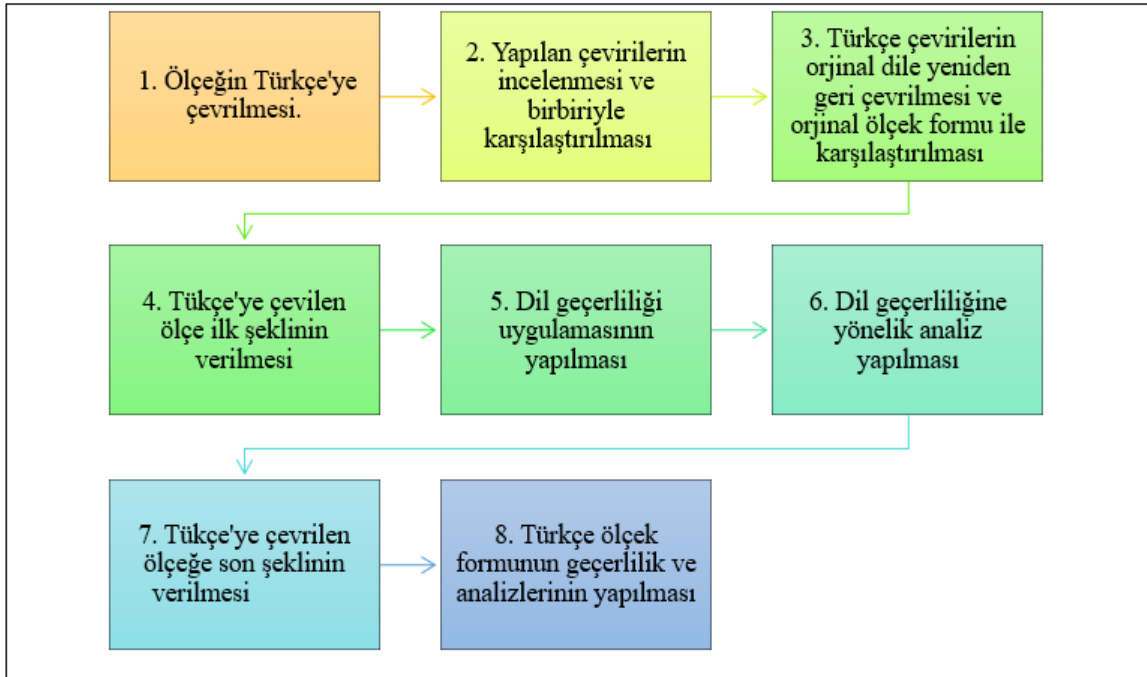 1. Ölçeğin Türkçe'ye
çevrilmesi.
2. Yapılan çevirilerin
incelenmesi ve
birbiriyle
karşılaştırılması
3. Türkçe çevirilerin
orjinal dile yeniden
geri çevrilmesi ve
orjinal ölçek formu ile
karşılaştırılması
4. Tükçe'ye çevilen
ölçe ilk şeklinin
verilmesi
5. Dil geçerliliği
uygulamasının
yapılması
6. Dil geçerliliğine
yönelik analiz
yapılması
7. Tükçe'ye çevrilen
ölçeğe son şeklinin
verilmesi
8. Türkçe ölçek
formunun geçerlilik ve
analizlerinin yapılması